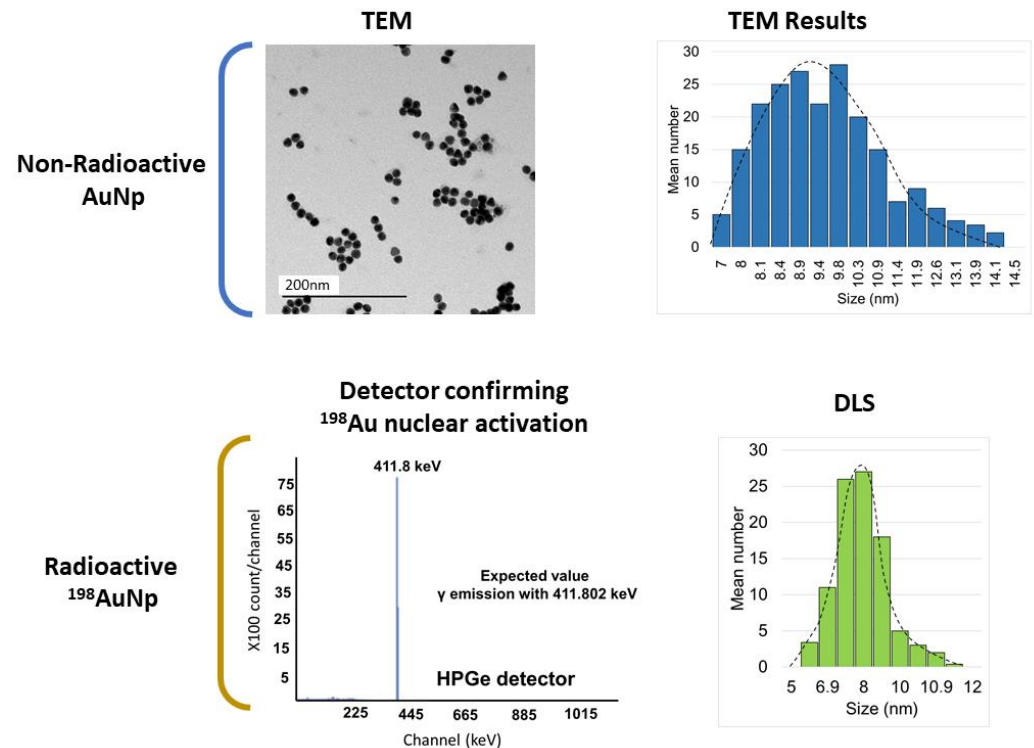 TEM
TEM Results
Non-Radioactive
AuNp
200nm
30
25
20
15
10
5
0
Mean number
7
8
8.1
8.4
8.9
9.4
9.8
10.3
10.9
11.4
11.9
12.6
13.1
13.9
14.1
14.5
Size (nm)
Detector confirming
¹⁹⁸Au nuclear activation
DLS
Radioactive
¹⁹⁸AuNp
411.8 keV
X100 count/channel
75
65
55
45
35
25
15
5
Expected value
γ emission with 411.802 keV
HPGe detector
225 445 665 885 1015
Channel (keV)
30
25
20
15
10
5
0
Mean number
5 6.9 8 10 10.9 12
Size (nm)